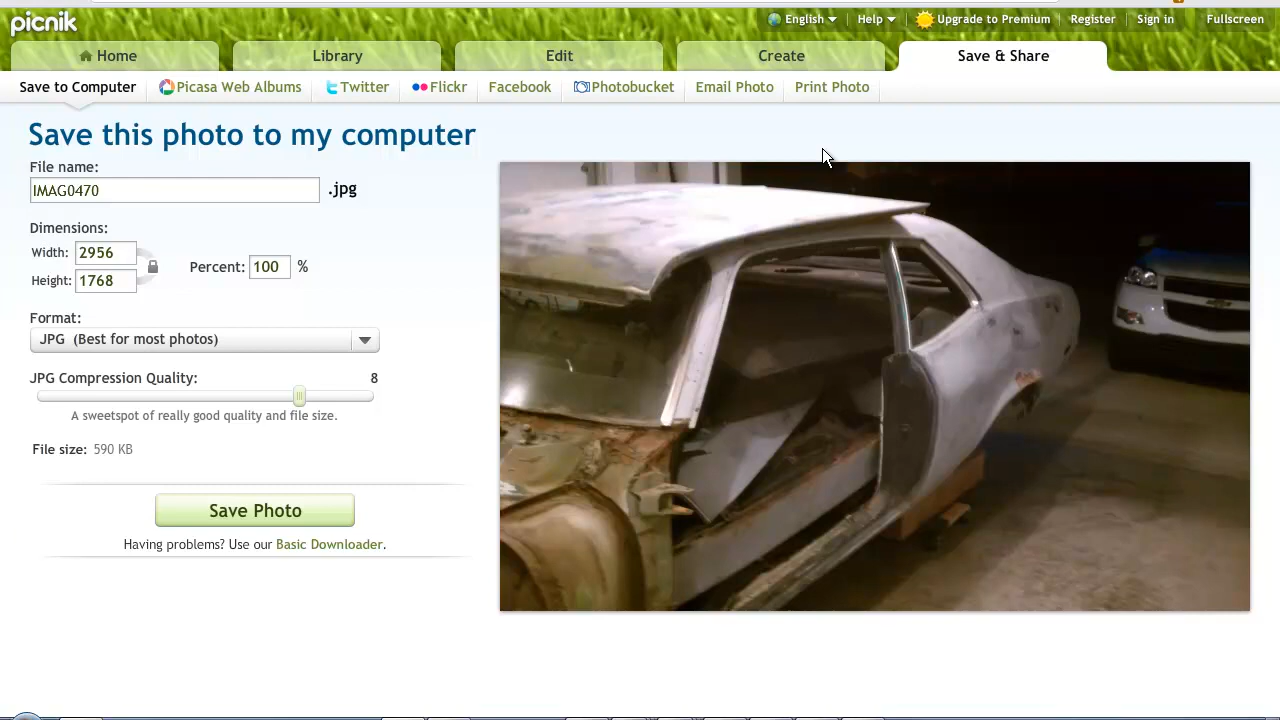 picnik
English Help Upgrade to Premium Register Sign in Fullscreen
Home Library Edit Create Save & Share
Save to Computer Picasa Web Albums Twitter Flickr Facebook Photobucket Email Photo Print Photo
Save this photo to my computer
File name:
IMAG0470 .jpg
Dimensions:
Width: 2956
Percent: 100 %
Height: 1768
Format:
JPG (Best for most photos)
JPG Compression Quality: 8
A sweetspot of really good quality and file size.
File size: 590 KB
Save Photo
Having problems? Use our Basic Downloader.